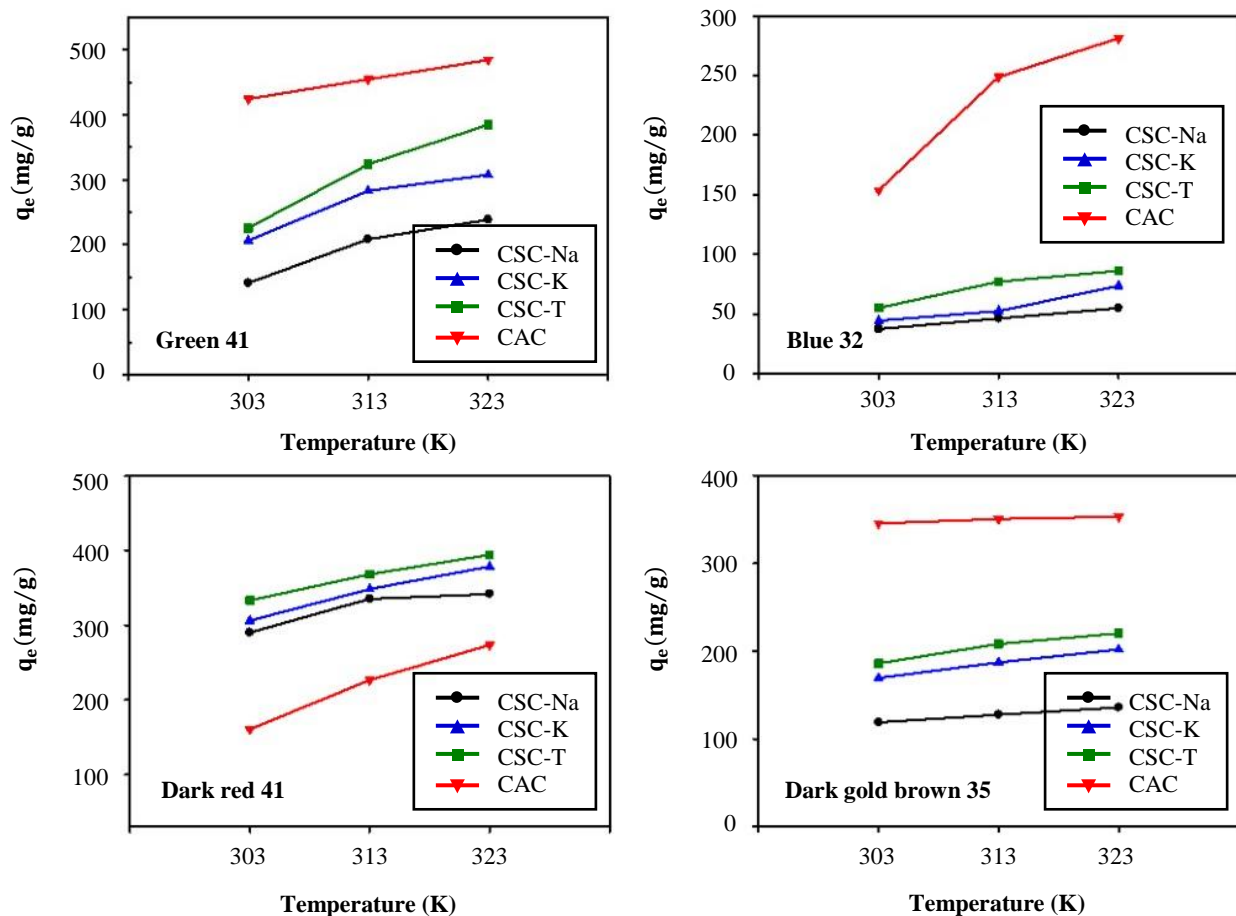 500
400
300
200
100
0
qe(mg/g)
CSC-Na
CSC-K
CSC-T
CAC
Green 41
303 313 323
Temperature (K)
300
250
200
150
100
50
0
qe(mg/g)
CSC-Na
CSC-K
CSC-T
CAC
Blue 32
303 313 323
Temperature (K)
500
400
300
200
100
qe(mg/g)
CSC-Na
CSC-K
CSC-T
CAC
Dark red 41
303 313 323
Temperature (K)
400
300
200
100
0
qe(mg/g)
CSC-Na
CSC-K
CSC-T
CAC
Dark gold brown 35
303 313 323
Temperature (K)